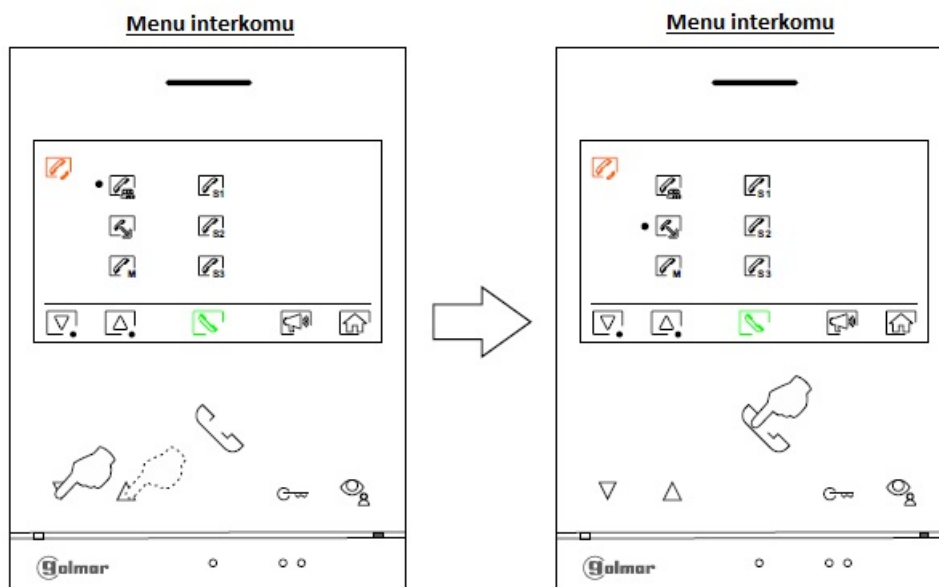 Menu interkomu
S1
S2
M
S3
Golmar
Menu interkomu
S1
S2
M
S3
Golmar